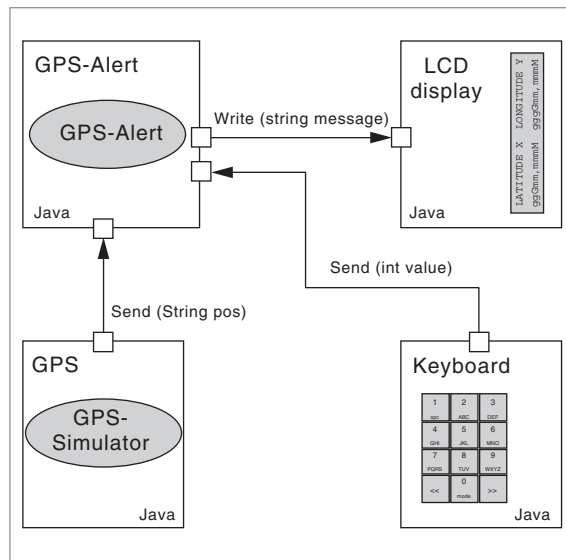 GPS-Alert
GPS-Alert
Java
Write (string message)
LCD
display
LATITUDE X LONGITUDE Y
ggGmm,mmmM gggGmm,mmmM
Java
Send (int value)
Send (String pos)
GPS
GPS-
Simulator
Java
Keyboard
1 2 3
spc ABC DEF
4 5 6
GHI JKL MNO
7 8 9
PQRS TUV WXYZ
<< 0 >>
mode
Java